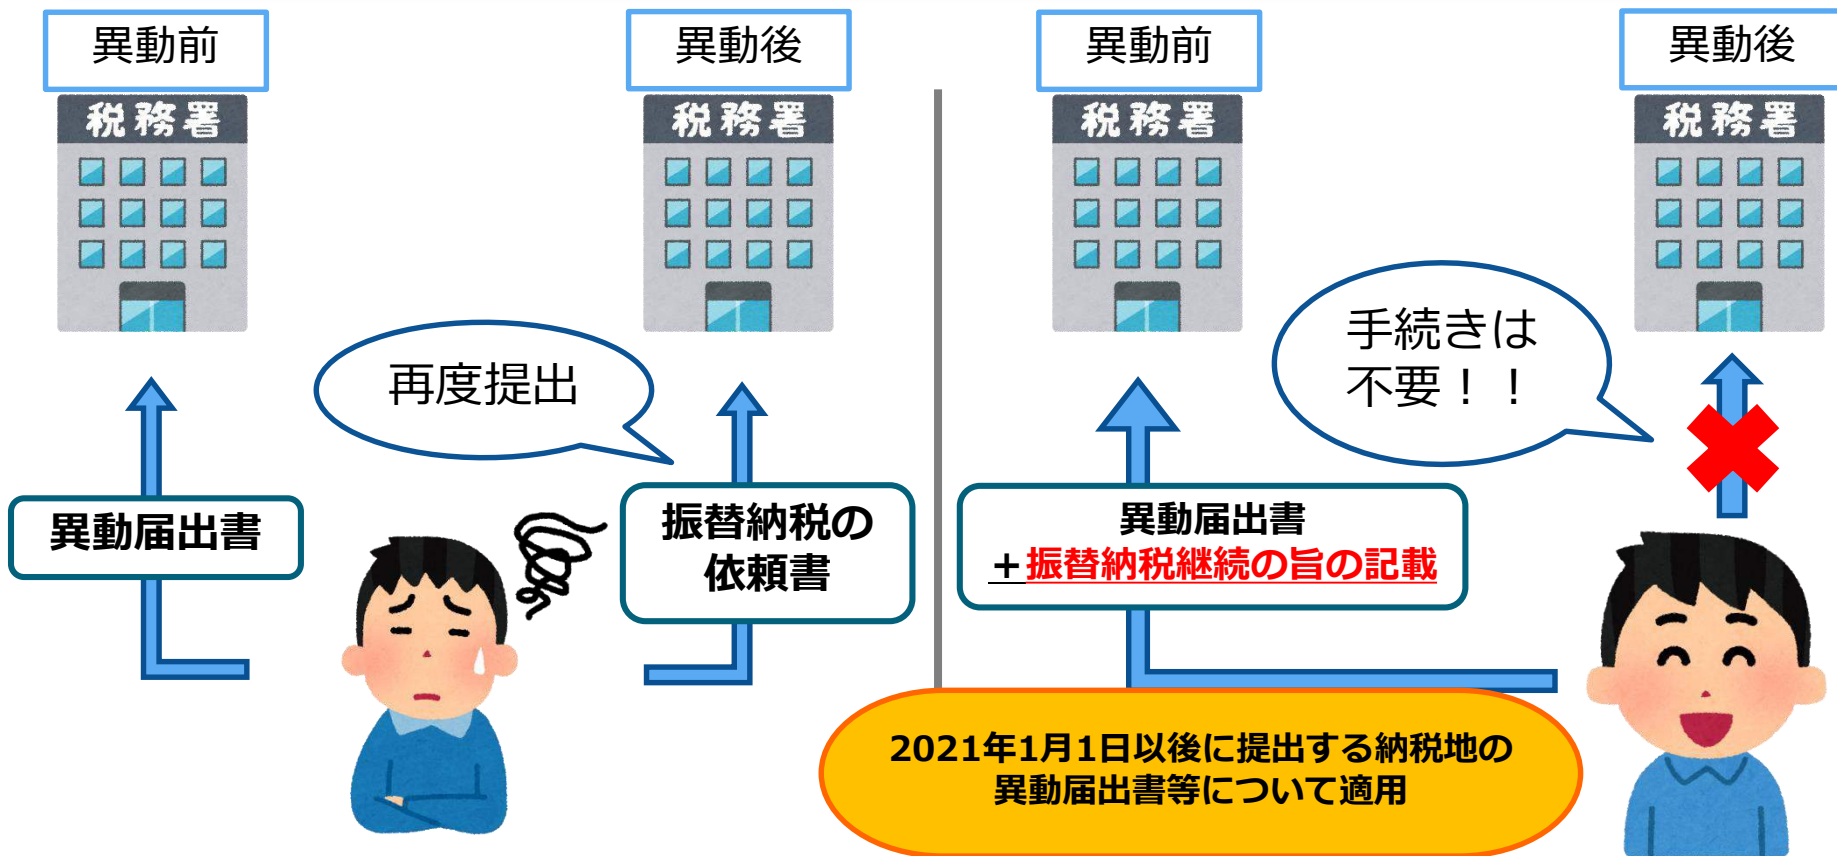 異動前
異動後
税務署
税務署
再度提出
異動届出書
振替納税の
依頼書
異動前
異動後
税務署
税務署
手続きは
不要！！
異動届出書
＋振替納税継続の旨の記載
2021年1月1日以後に提出する納税地の
異動届出書等について適用